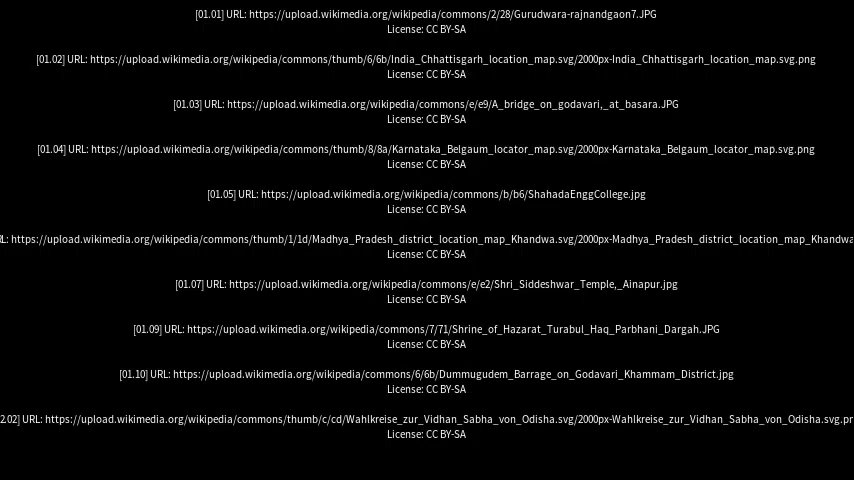 [01.01] URL: https://upload.wikimedia.org/wikipedia/commons/2/28/Gurudwara-rajnandgaon7.JPG
License: CC BY-SA
[01.02] URL: https://upload.wikimedia.org/wikipedia/commons/thumb/6/6b/India_Chhattisgarh_location_map.svg/2000px-India_Chhattisgarh_location_map.svg.png
License: CC BY-SA
[01.03] URL: https://upload.wikimedia.org/wikipedia/commons/e/e9/A_bridge_on_godavari,_at_basara.JPG
License: CC BY-SA
[01.04] URL: https://upload.wikimedia.org/wikipedia/commons/thumb/8/8a/Karnataka_Belgaum_locator_map.svg/2000px-Karnataka_Belgaum_locator_map.svg.png
License: CC BY-SA
[01.05] URL: https://upload.wikimedia.org/wikipedia/commons/b/b6/ShahadaEnggCollege.jpg
License: CC BY-SA
RL: https://upload.wikimedia.org/wikipedia/commons/thumb/1/1d/Madhya_Pradesh_district_location_map_Khandwa.svg/2000px-Madhya_Pradesh_district_location_map_Khandwa
License: CC BY-SA
[01.07] URL: https://upload.wikimedia.org/wikipedia/commons/e/e2/Shri_Siddeshwar_Temple,_Ainapur.jpg
License: CC BY-SA
[01.09] URL: https://upload.wikimedia.org/wikipedia/commons/7/71/Shrine_of_Hazarat_Turabul_Haq_Parbhani_Dargah.JPG
License: CC BY-SA
[01.10] URL: https://upload.wikimedia.org/wikipedia/commons/6/6b/Dummugudem_Barrage_on_Godavari_Khammam_District.jpg
License: CC BY-SA
2.02] URL: https://upload.wikimedia.org/wikipedia/commons/thumb/c/cd/Wahlkreise_zur_Vidhan_Sabha_von_Odisha.svg/2000px-Wahlkreise_zur_Vidhan_Sabha_von_Odisha.svg.pn
License: CC BY-SA